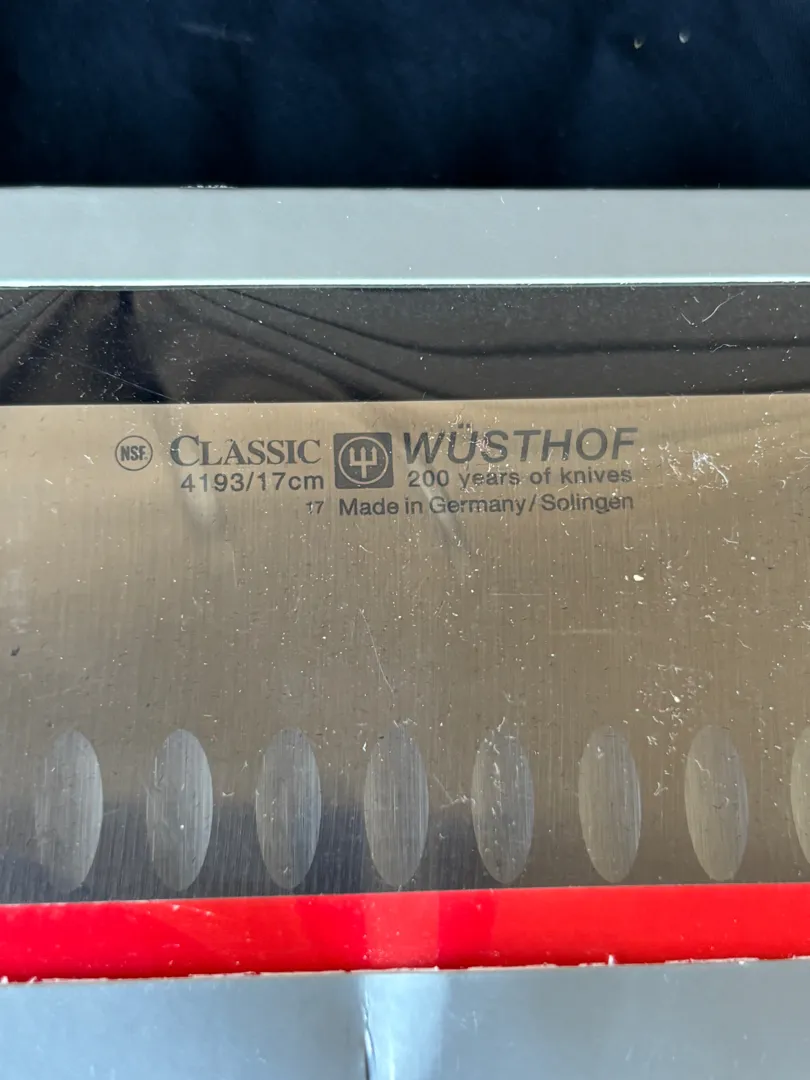 NSF. CLASSIC WÜSTHOF
4193/17cm 200 years of knives
17 Made in Germany/Solingen